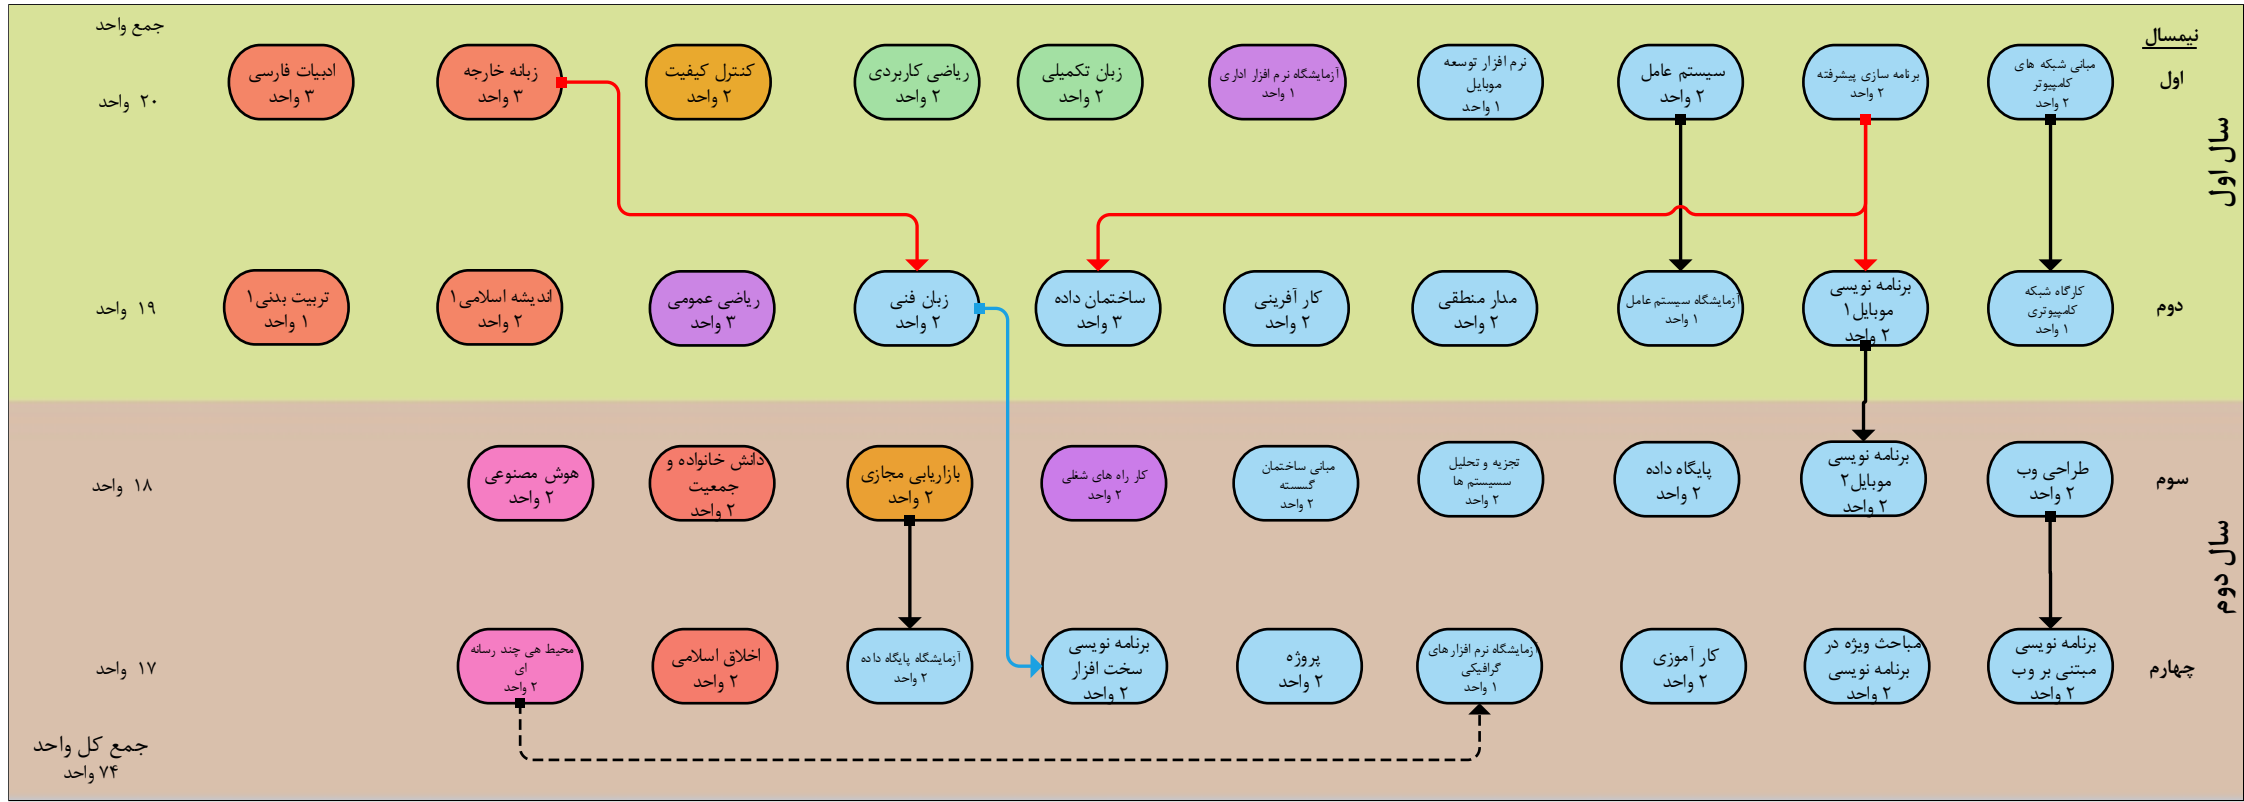 نیمسال
جمع واحد
سال اول
اول
مبانی شبکه های
کامپیوتر
۲ واحد
برنامه سازی پیشرفته
۲ واحد
سیستم عامل
۲ واحد
نرم افزار توسعه
موبایل
۱ واحد
آزمایشگاه نرم افزار اداری
۱ واحد
زبان تکمیلی
۲ واحد
ریاضی کاربردی
۲ واحد
کنترل کیفیت
۲ واحد
زبانه خارجه
۳ واحد
ادبیات فارسی
۳ واحد
۲۰ واحد
دوم
کارگاه شبکه
کامپیوتری
۱ واحد
برنامه نویسی
موبایل۱
۲ واحد
آزمایشگاه سیستم عامل
۱ واحد
مدار منطقی
۲ واحد
کار آفرینی
۲ واحد
ساختمان داده
۳ واحد
زبان فنی
۲ واحد
ریاضی عمومی
۳ واحد
اندیشه اسلامی۱
۲ واحد
تربیت بدنی۱
۱ واحد
۱۹ واحد
سال دوم
سوم
طراحی وب
۲ واحد
برنامه نویسی
موبایل۲
۲ واحد
پایگاه داده
۲ واحد
تجزیه و تحلیل
سسیستم ها
۲ واحد
مبانی ساختمان
گسسته
۲ واحد
کار راه های شغلی
۲ واحد
بازاریابی مجازی
۲ واحد
دانش خانواده و
جمعیت
۲ واحد
هوش مصنوعی
۲ واحد
۱۸ واحد
چهارم
برنامه نویسی
مبتنی بر وب
۲ واحد
مباحث ویژه در
برنامه نویسی
۲ واحد
کار آموزی
۲ واحد
آزمایشگاه نرم افزار های
گرافیکی
۱ واحد
پروژه
۲ واحد
برنامه نویسی
سخت افزار
۲ واحد
آزمایشگاه پایگاه داده
۲ واحد
اخلاق اسلامی
۲ واحد
محیط هی چند رسانه
ای
۲ واحد
۱۷ واحد
جمع کل واحد
۷۴ واحد